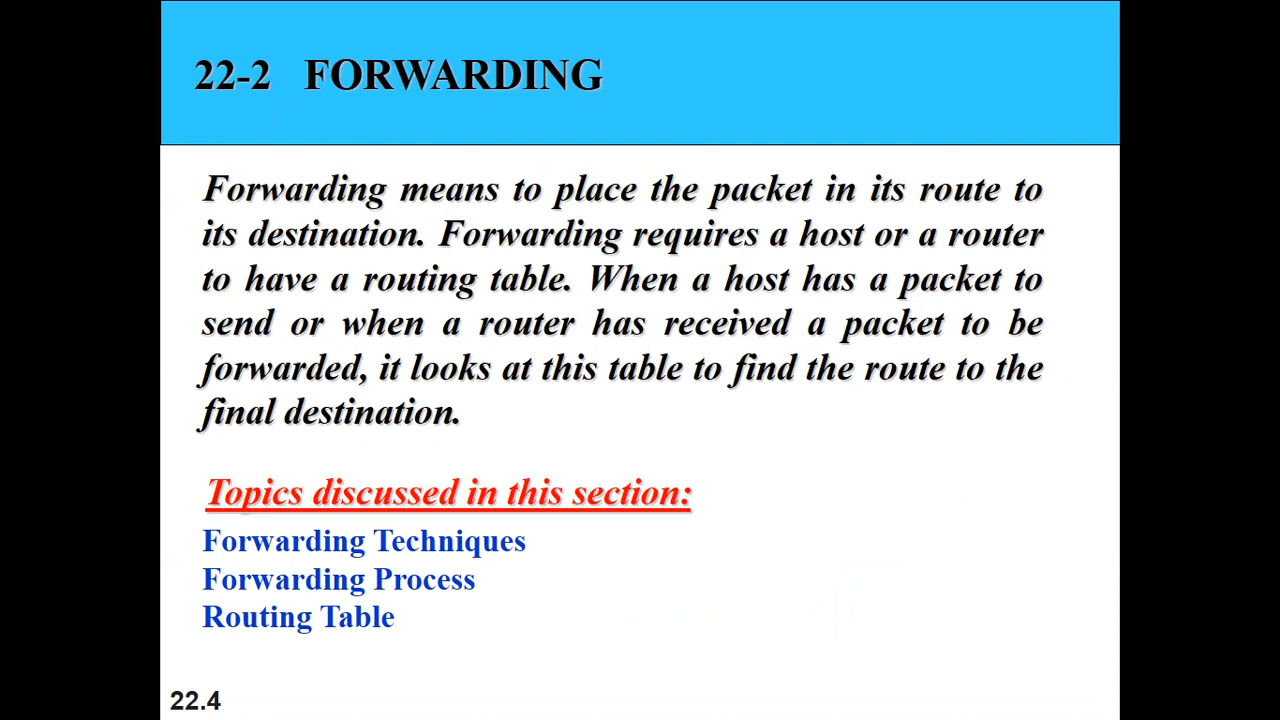 22-2 FORWARDING
Forwarding means to place the packet in its route to
its destination. Forwarding requires a host or a router
to have a routing table. When a host has a packet to
send or when a router has received a packet to be
forwarded, it looks at this table to find the route to the
final destination.
Topics discussed in this section:
Forwarding Techniques
Forwarding Process
Routing Table
22.4